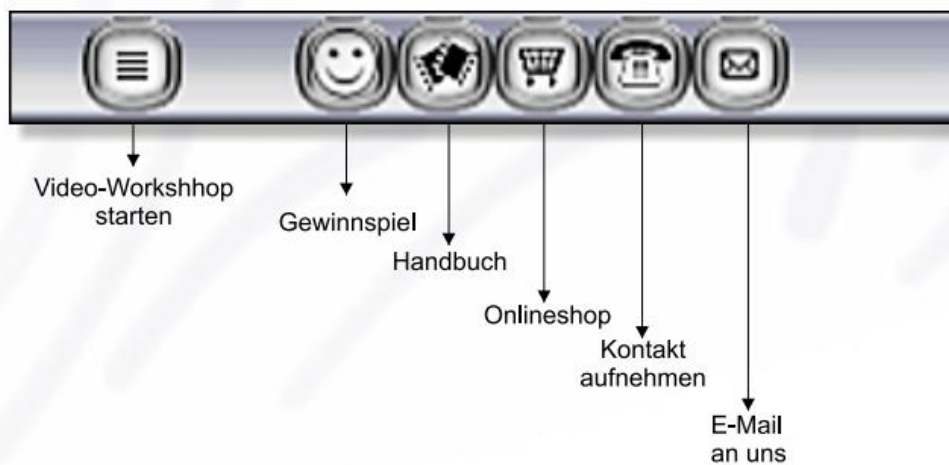 Video-Workshhop
starten
Gewinnspiel
Handbuch
Onlineshop
Kontakt
aufnehmen
E-Mail
an uns